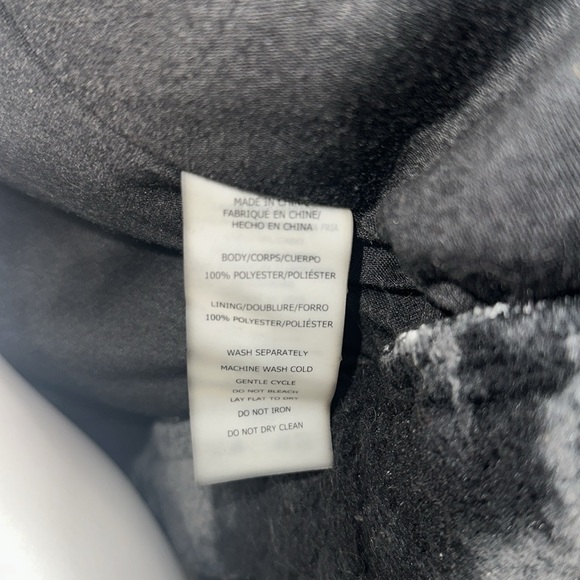 MADE IN CHINA/
FABRIQUE EN CHINE/
HECHO EN CHINA
BODY/CORPS/CUERPO
100% POLYESTER/POLIÉSTER
LINING/DOUBLURE/FORRO
100% POLYESTER/POLIÉSTER
WASH SEPARATELY
MACHINE WASH COLD
GENTLE CYCLE
DO NOT BLEACH
LAY FLAT TO DRY
DO NOT IRON
DO NOT DRY CLEAN